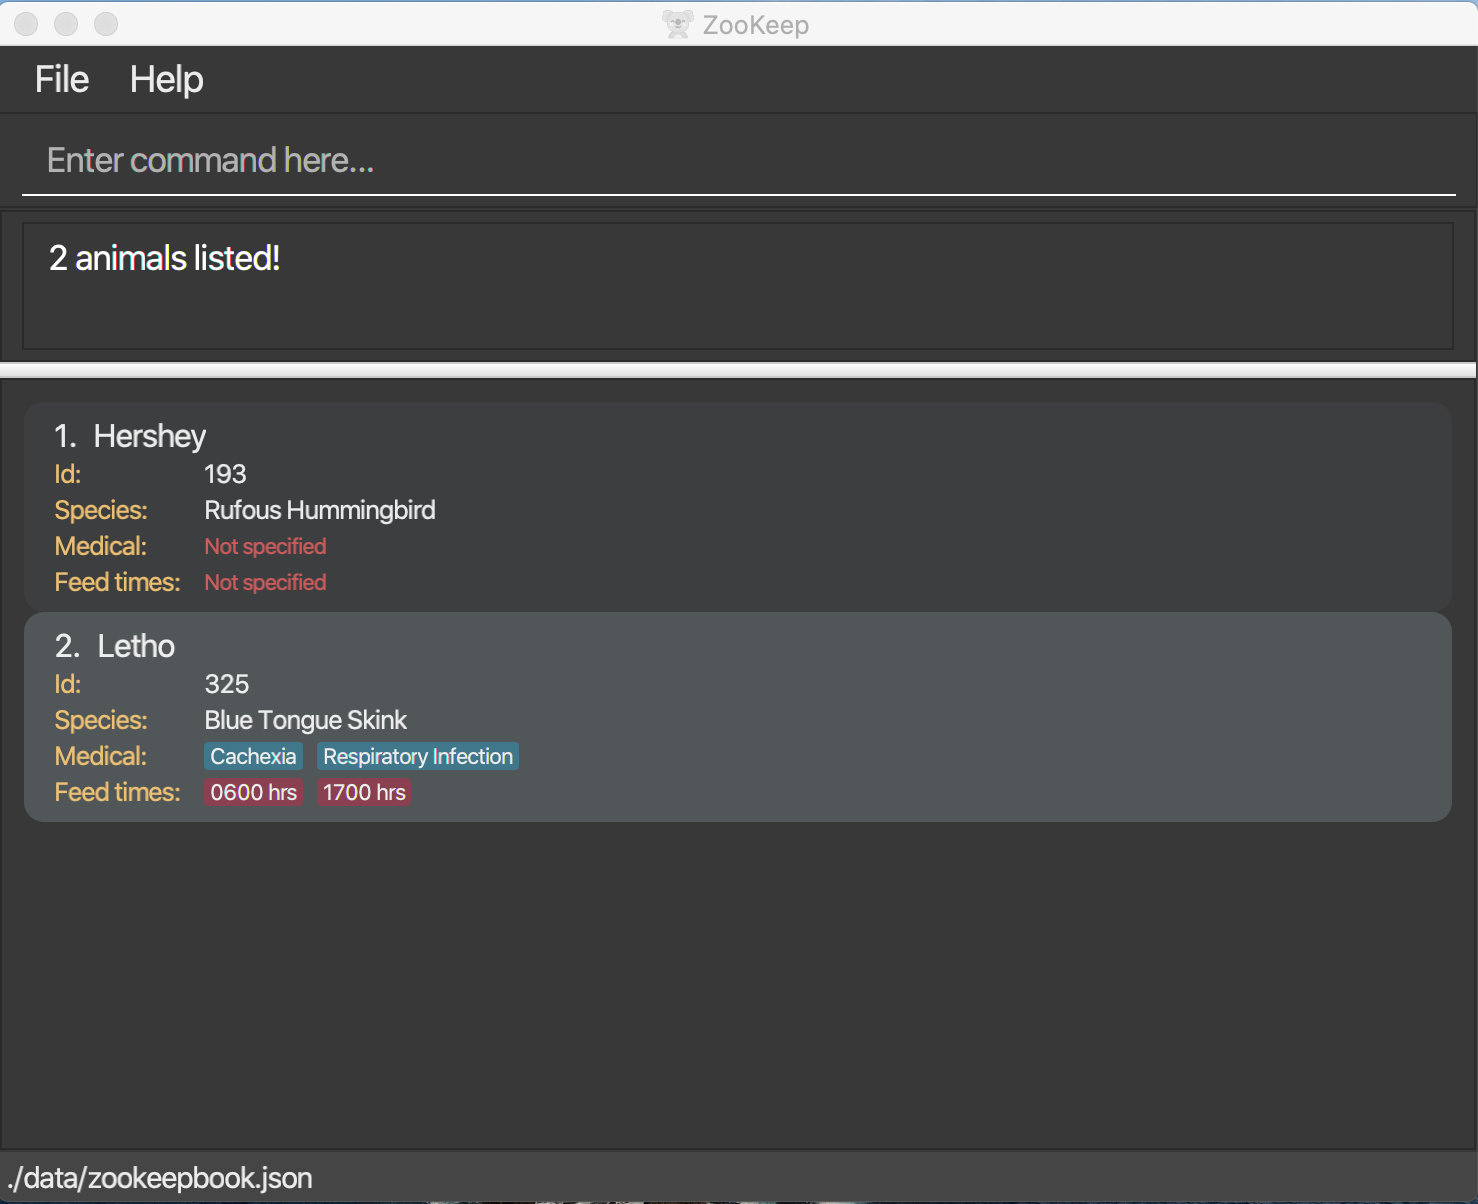 ZooKeep
File Help
Enter command here...
2 animals listed!
1. Hershey
Id: 193
Species: Rufous Hummingbird
Medical: Not specified
Feed times: Not specified
2. Letho
Id: 325
Species: Blue Tongue Skink
Medical: Cachexia Respiratory Infection
Feed times: 0600 hrs 1700 hrs
./data/zookeepbook.json